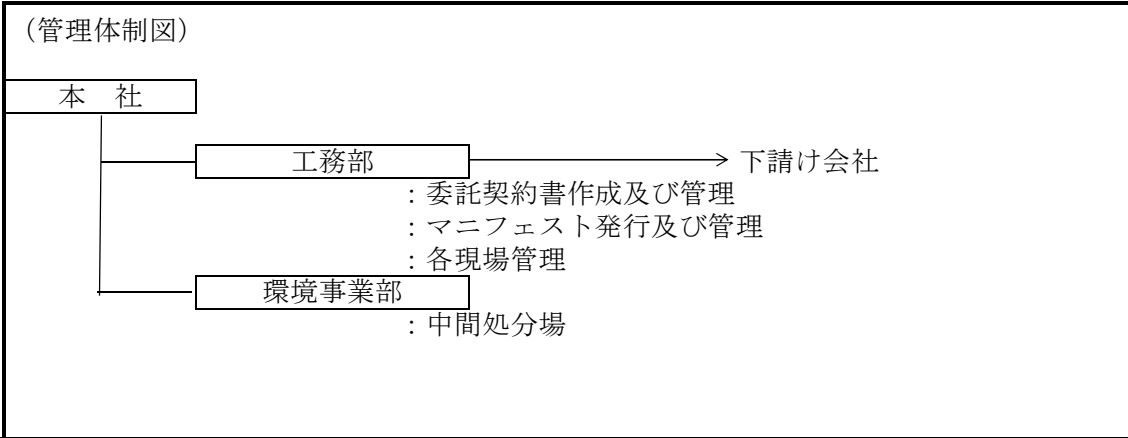 （管理体制図）
本　社
工務部　下請け会社
：委託契約書作成及び管理
：マニフェスト発行及び管理
：各現場管理
環境事業部
：中間処分場